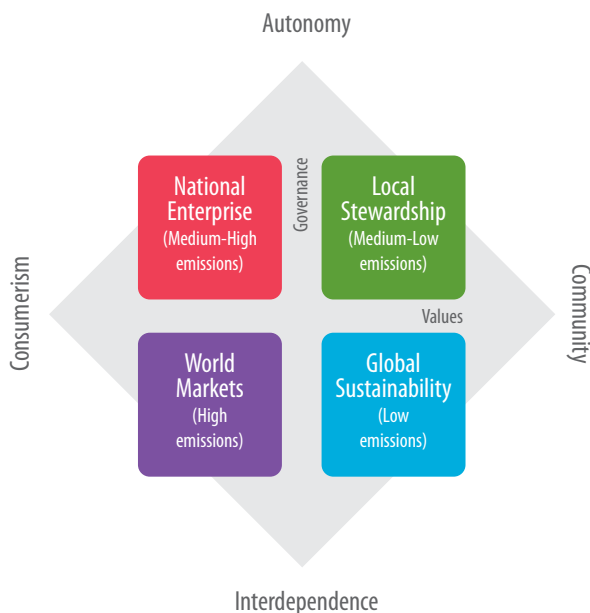 Autonomy
National
Enterprise
(Medium-High
emissions)
Governance
Local
Stewardship
(Medium-Low
emissions)
Consumerism
Values
Community
World
Markets
(High
emissions)
Global
Sustainability
(Low
emissions)
Interdependence